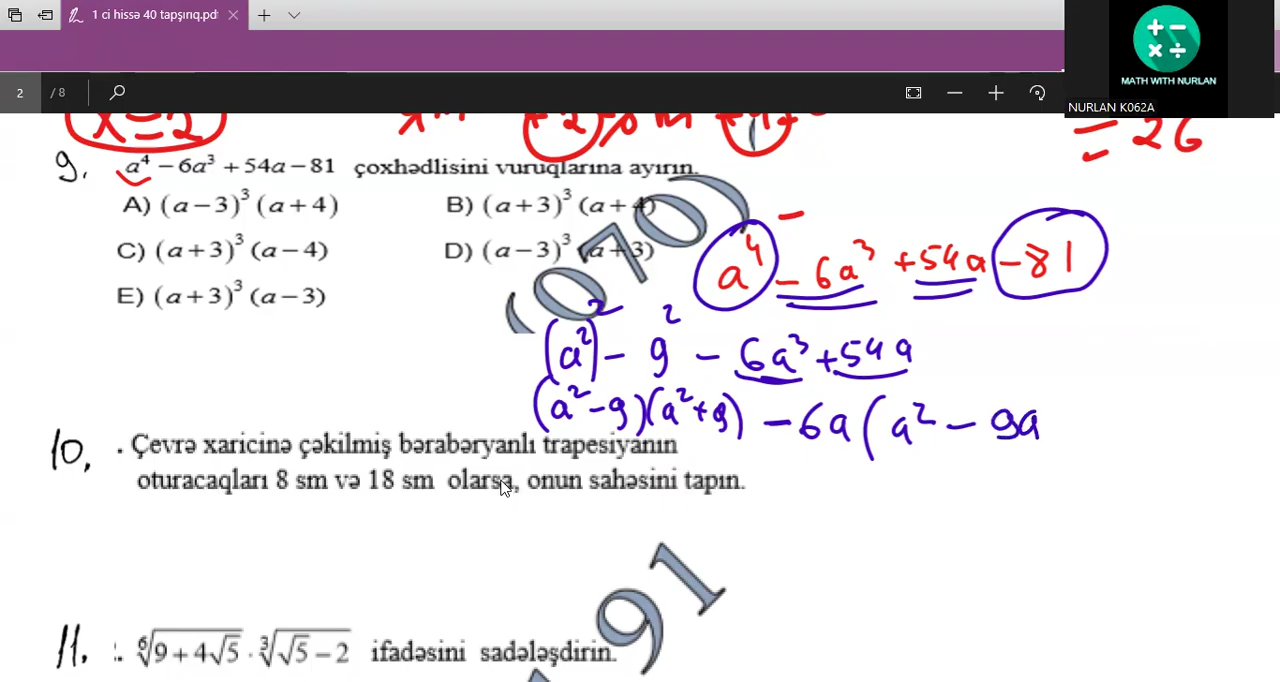 1 ci hissə 40 tapşırıq.pdf
2 / 8
MATH WITH NURLAN
NURLAN K062A
x = 2
= 26
9. a⁴ − 6a³ + 54a − 81 çoxhədlisini vuruqlarına ayırın.
A) (a − 3)³ (a + 4) B) (a + 3)³ (a + 4)
C) (a + 3)³ (a − 4) D) (a − 3)³ (a + 3)
E) (a + 3)³ (a − 3)
(070)
a⁴ − 6a³ + 54a − 81
(a²)² − 9² − 6a³ + 54a
(a² − 9)(a² + 9) − 6a(a² − 9a
10. . Çevrə xaricinə çəkilmiş bərabəryanlı trapesiyanın
oturacaqları 8 sm və 18 sm olarsa, onun sahəsini tapın.
91
11. . ⁶√(9 + 4√5) · ³√(√5 − 2) ifadəsini sadələşdirin.